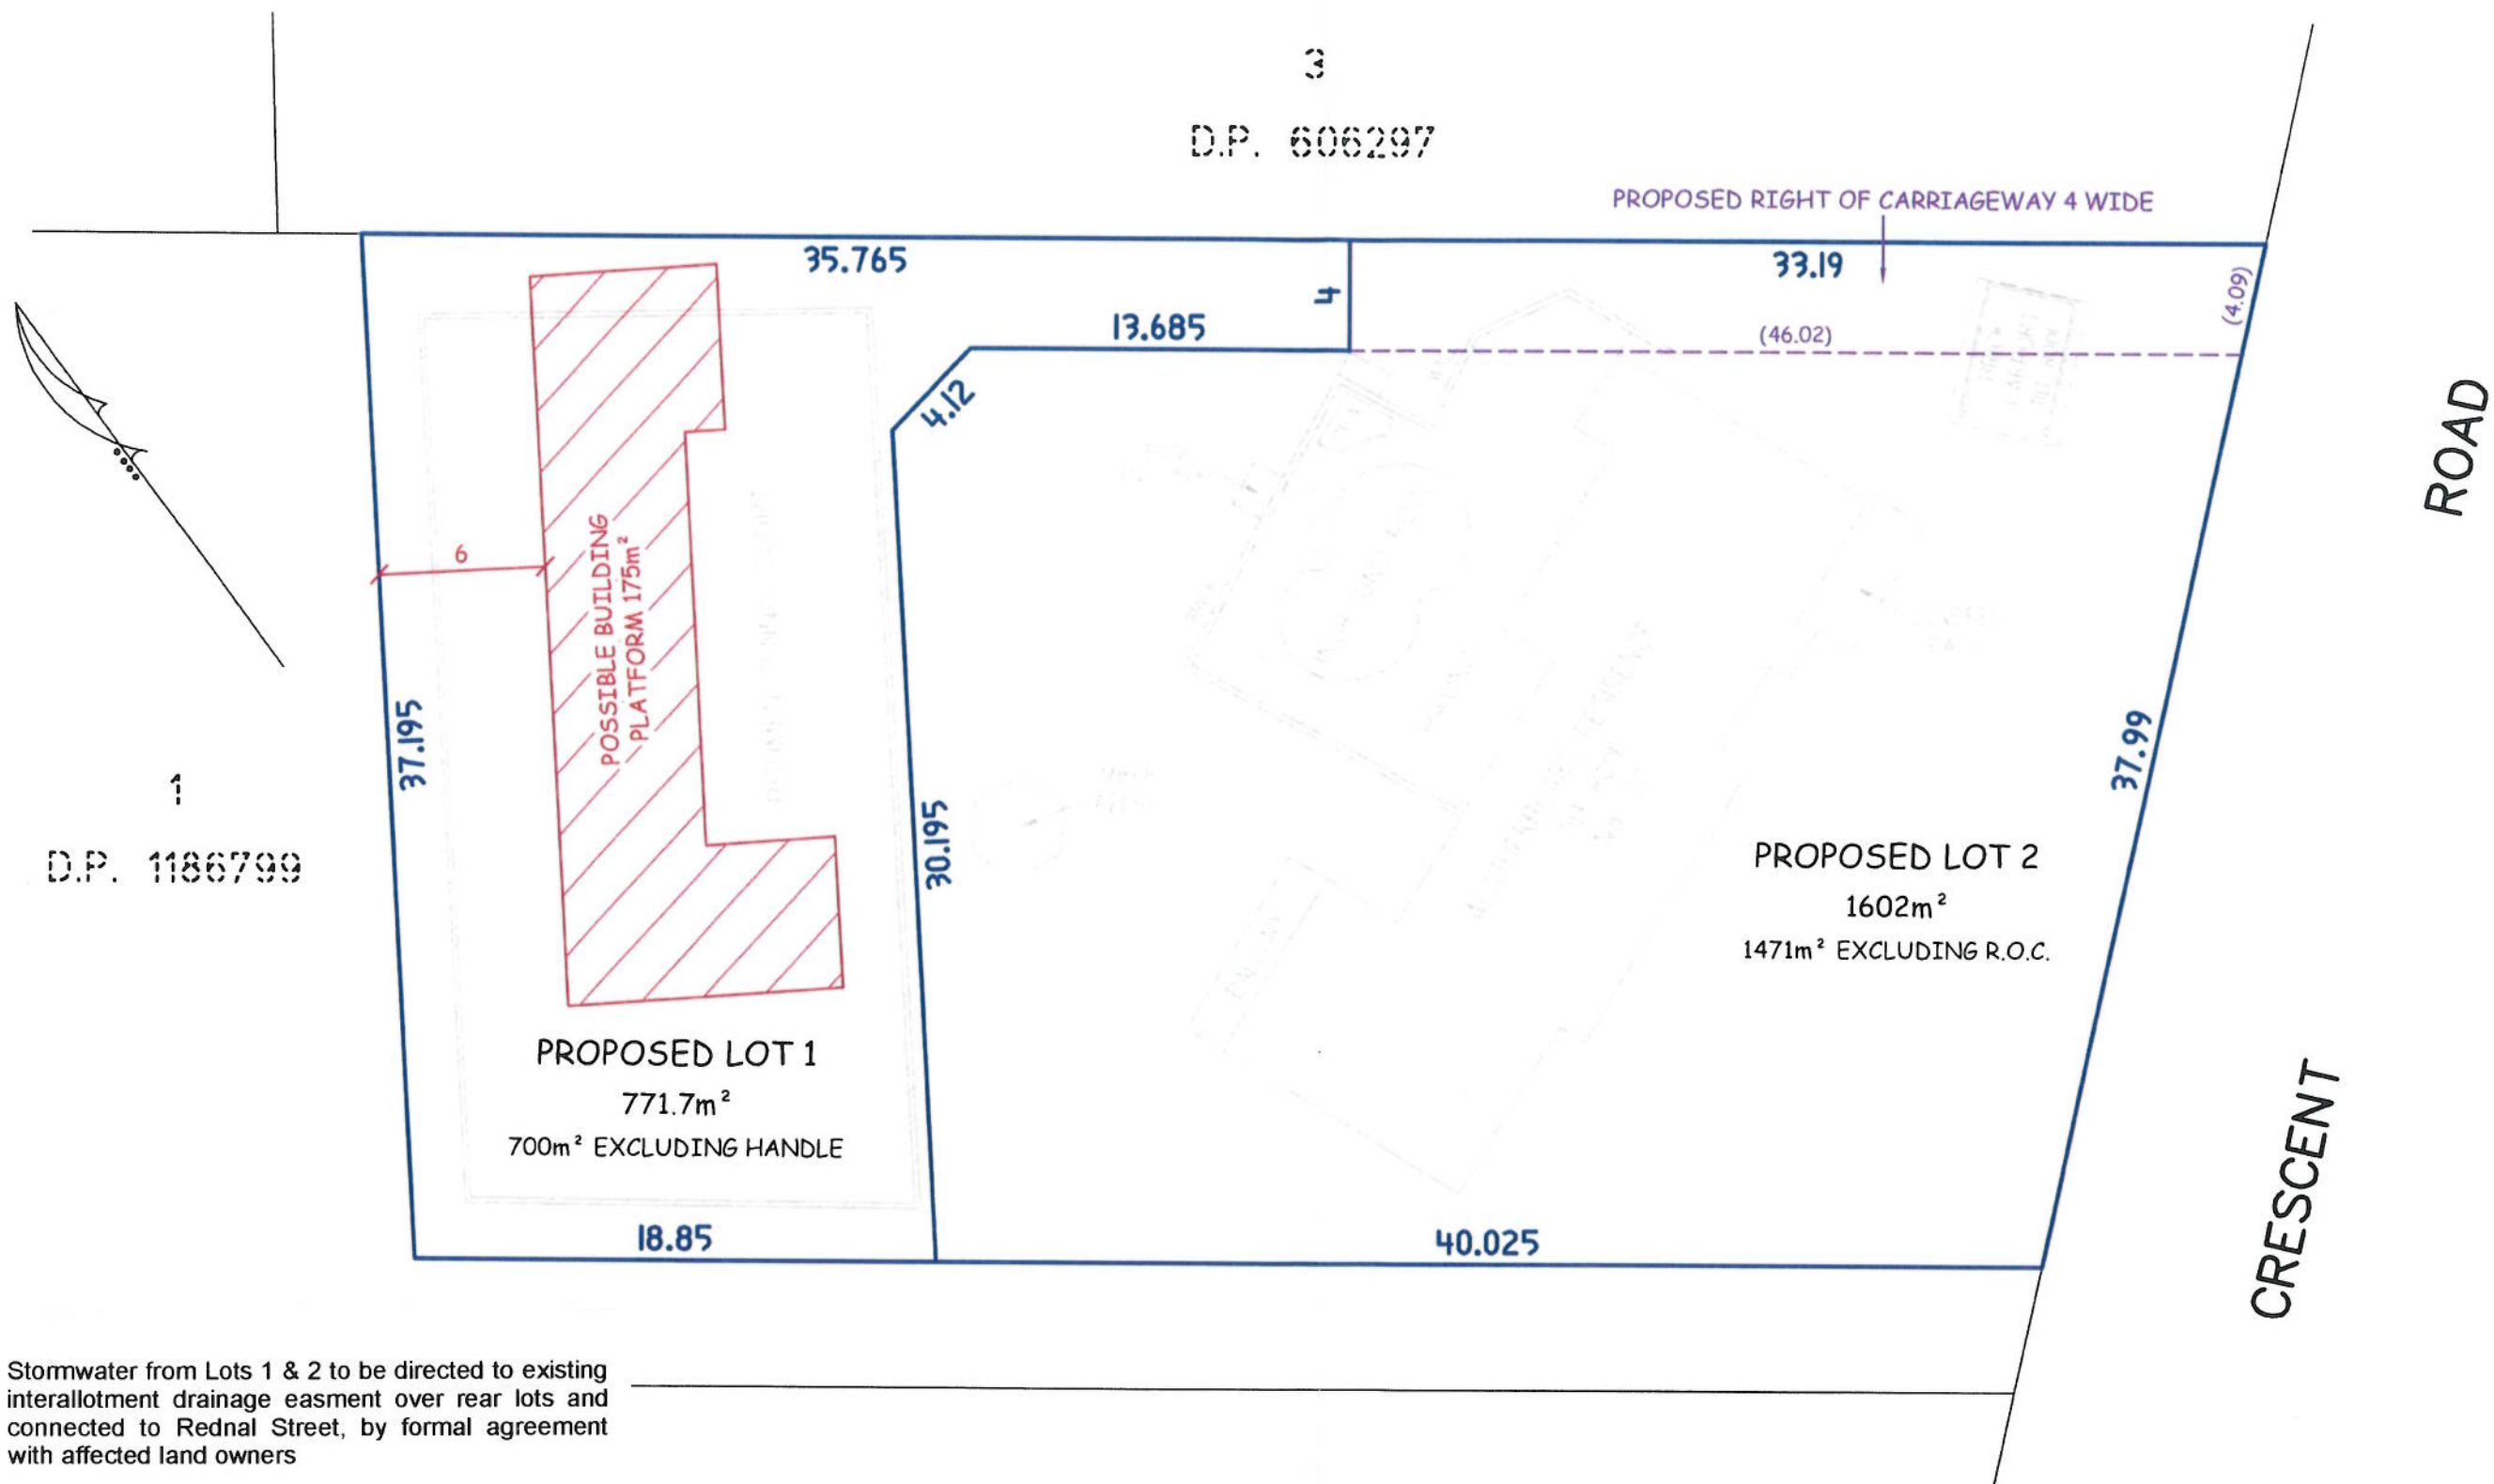 3
D.P. 606297
PROPOSED RIGHT OF CARRIAGEWAY 4 WIDE
35.765
33.19
4
(4.09)
13.685
(46.02)
4.12
ROAD
6
POSSIBLE BUILDING
PLATFORM 175m²
37.195
37.99
1
D.P. 1186799
30.195
PROPOSED LOT 2
1602m²
1471m² EXCLUDING R.O.C.
PROPOSED LOT 1
771.7m²
700m² EXCLUDING HANDLE
CRESCENT
18.85
40.025
Stormwater from Lots 1 & 2 to be directed to existing
interallotment drainage easment over rear lots and
connected to Rednal Street, by formal agreement
with affected land owners